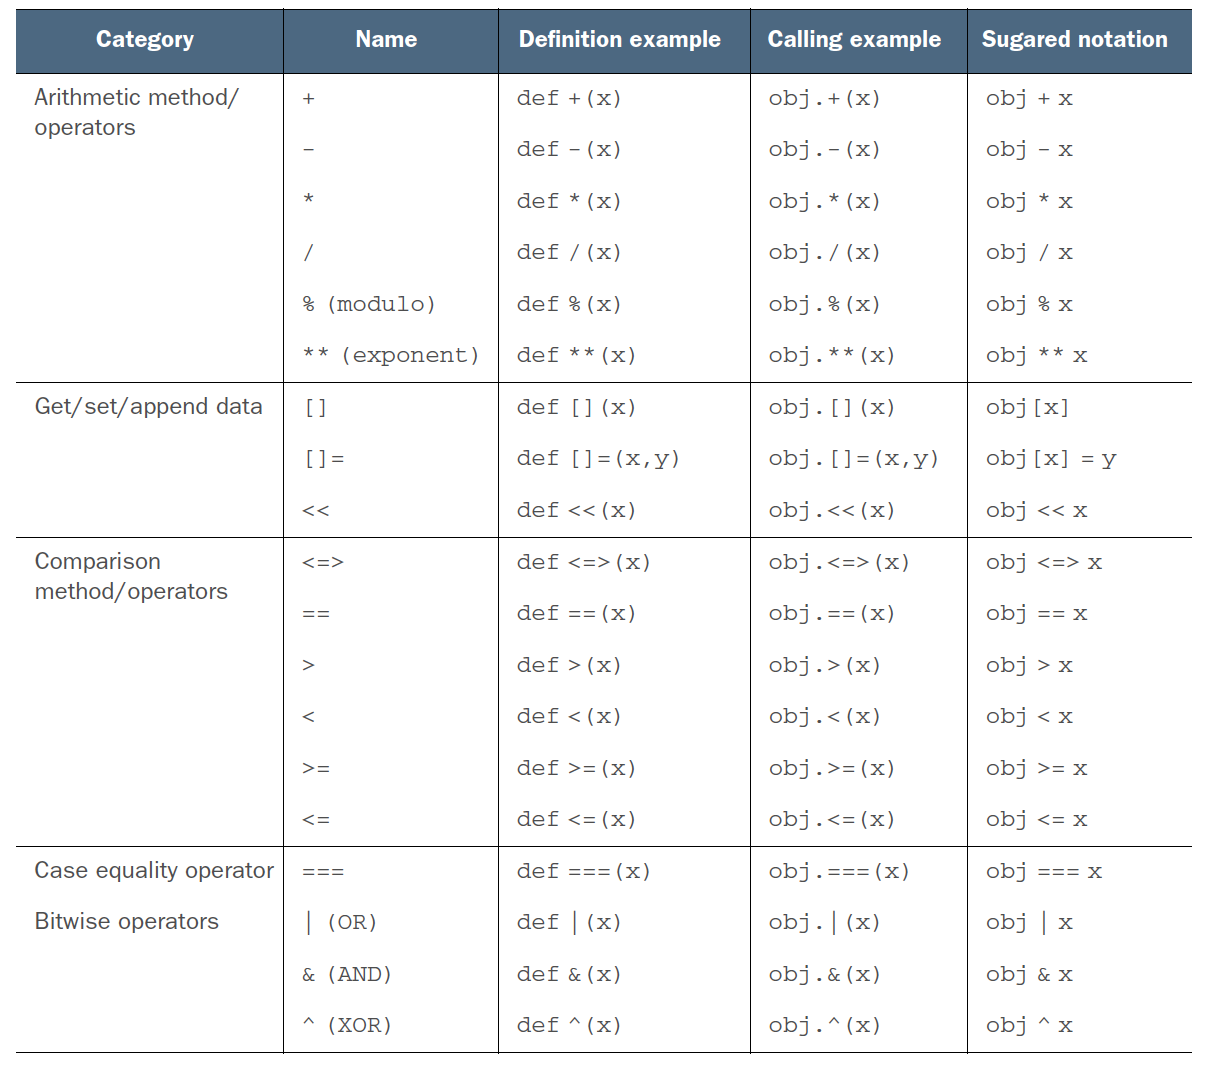 Category Name Definition example Calling example Sugared notation
Arithmetic method/ + def +(x) obj.+(x) obj + x
operators
- def -(x) obj.-(x) obj - x
* def *(x) obj.*(x) obj * x
/ def /(x) obj./(x) obj / x
% (modulo) def %(x) obj.%(x) obj % x
** (exponent) def **(x) obj.**(x) obj ** x
Get/set/append data [] def [](x) obj.[](x) obj[x]
[]= def []=(x,y) obj.[]=(x,y) obj[x] = y
<< def <<(x) obj.<<(x) obj << x
Comparison <=> def <=>(x) obj.<=>(x) obj <=> x
method/operators
== def ==(x) obj.==(x) obj == x
> def >(x) obj.>(x) obj > x
< def <(x) obj.<(x) obj < x
>= def >=(x) obj.>=(x) obj >= x
<= def <=(x) obj.<=(x) obj <= x
Case equality operator === def ===(x) obj.===(x) obj === x
Bitwise operators | (OR) def |(x) obj.|(x) obj | x
& (AND) def &(x) obj.&(x) obj & x
^ (XOR) def ^(x) obj.^(x) obj ^ x